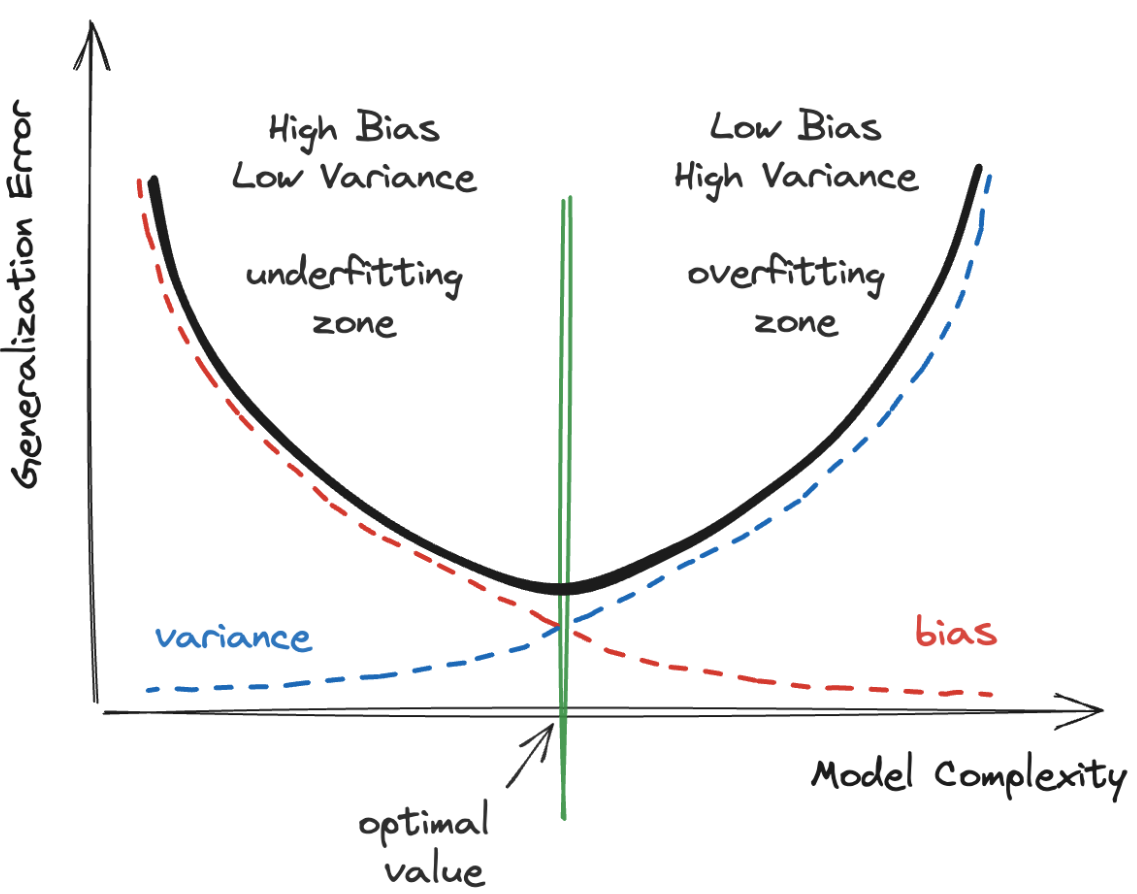 Generalization Error
High Bias
Low Variance
underfitting
zone
Low Bias
High Variance
overfitting
zone
variance
bias
Model Complexity
optimal
value